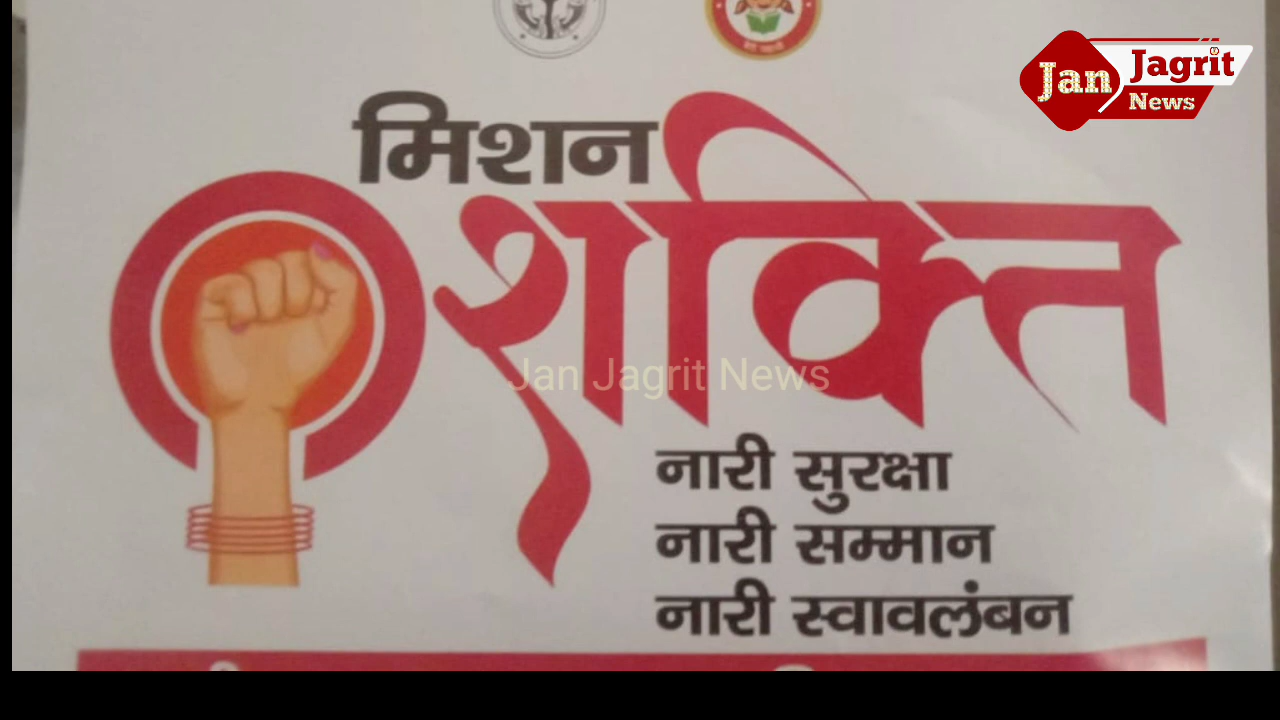 Jan Jagrit
News
मिशन
शक्ति
Jan Jagrit News
नारी सुरक्षा
नारी सम्मान
नारी स्वावलंबन